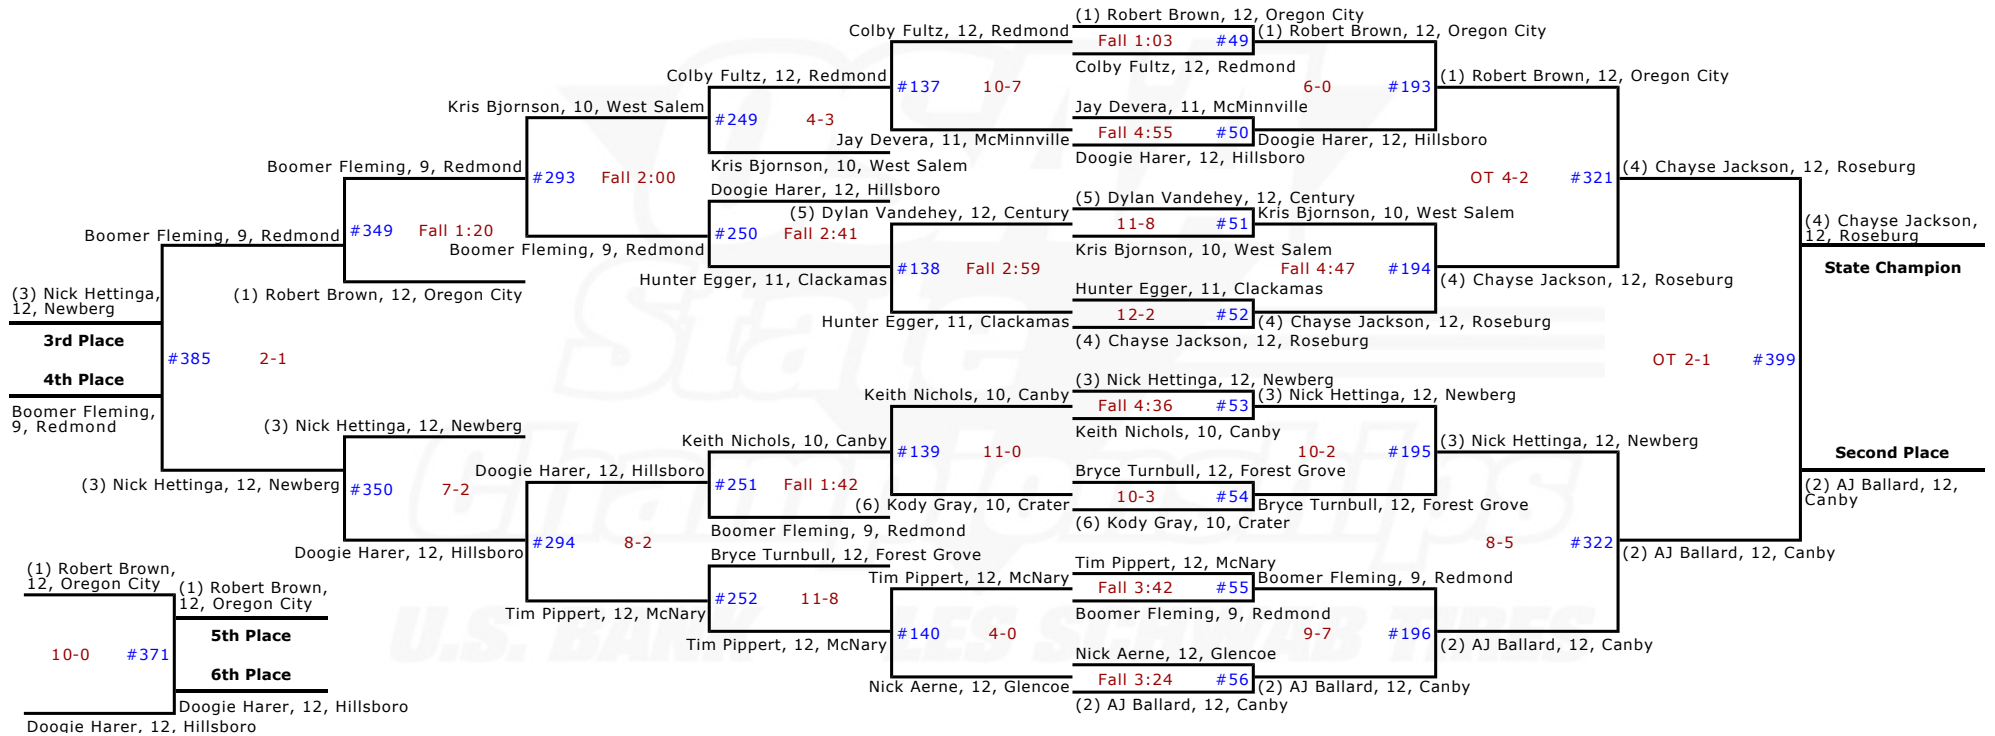 (1) Robert Brown, 12, Oregon City
Colby Fultz, 12, Redmond
Fall 1:03
#49
(1) Robert Brown, 12, Oregon City
Colby Fultz, 12, Redmond
Colby Fultz, 12, Redmond
#137
10-7
6-0
#193
(1) Robert Brown, 12, Oregon City
Kris Bjornson, 10, West Salem
Jay Devera, 11, McMinnville
#249
4-3
Jay Devera, 11, McMinnville
Fall 4:55
#50
Doogie Harer, 12, Hillsboro
Doogie Harer, 12, Hillsboro
Boomer Fleming, 9, Redmond
Kris Bjornson, 10, West Salem
(4) Chayse Jackson, 12, Roseburg
#293
Fall 2:00
OT 4-2
#321
Doogie Harer, 12, Hillsboro
(5) Dylan Vandehey, 12, Century
(5) Dylan Vandehey, 12, Century
Kris Bjornson, 10, West Salem
11-8
#51
(4) Chayse Jackson,
12, Roseburg
Boomer Fleming, 9, Redmond
#349
Fall 1:20
Boomer Fleming, 9, Redmond
#250
Fall 2:41
Kris Bjornson, 10, West Salem
State Champion
#138
Fall 2:59
Fall 4:47
#194
Hunter Egger, 11, Clackamas
(4) Chayse Jackson, 12, Roseburg
(3) Nick Hettinga,
12, Newberg
(1) Robert Brown, 12, Oregon City
Hunter Egger, 11, Clackamas
Hunter Egger, 11, Clackamas
12-2
#52
(4) Chayse Jackson, 12, Roseburg
3rd Place
(4) Chayse Jackson, 12, Roseburg
#385
2-1
OT 2-1
#399
4th Place
(3) Nick Hettinga, 12, Newberg
Boomer Fleming,
9, Redmond
Keith Nichols, 10, Canby
Fall 4:36
#53
(3) Nick Hettinga, 12, Newberg
(3) Nick Hettinga, 12, Newberg
Keith Nichols, 10, Canby
Keith Nichols, 10, Canby
#139
11-0
10-2
#195
(3) Nick Hettinga, 12, Newberg
Second Place
Doogie Harer, 12, Hillsboro
Bryce Turnbull, 12, Forest Grove
(3) Nick Hettinga, 12, Newberg
#350
7-2
#251
Fall 1:42
(6) Kody Gray, 10, Crater
10-3
#54
Bryce Turnbull, 12, Forest Grove
(2) AJ Ballard, 12,
Canby
(6) Kody Gray, 10, Crater
Boomer Fleming, 9, Redmond
Doogie Harer, 12, Hillsboro
#294
8-2
8-5
#322
(2) AJ Ballard, 12, Canby
Bryce Turnbull, 12, Forest Grove
Tim Pippert, 12, McNary
(1) Robert Brown,
12, Oregon City
(1) Robert Brown,
12, Oregon City
Tim Pippert, 12, McNary
Fall 3:42
#55
Boomer Fleming, 9, Redmond
#252
11-8
Tim Pippert, 12, McNary
Boomer Fleming, 9, Redmond
5th Place
Tim Pippert, 12, McNary
#140
4-0
9-7
#196
(2) AJ Ballard, 12, Canby
10-0
#371
Nick Aerne, 12, Glencoe
6th Place
Nick Aerne, 12, Glencoe
Fall 3:24
#56
(2) AJ Ballard, 12, Canby
Doogie Harer, 12, Hillsboro
(2) AJ Ballard, 12, Canby
Doogie Harer, 12, Hillsboro
OSAA
State
Championships
U.S. BANK
LES SCHWAB TIRES